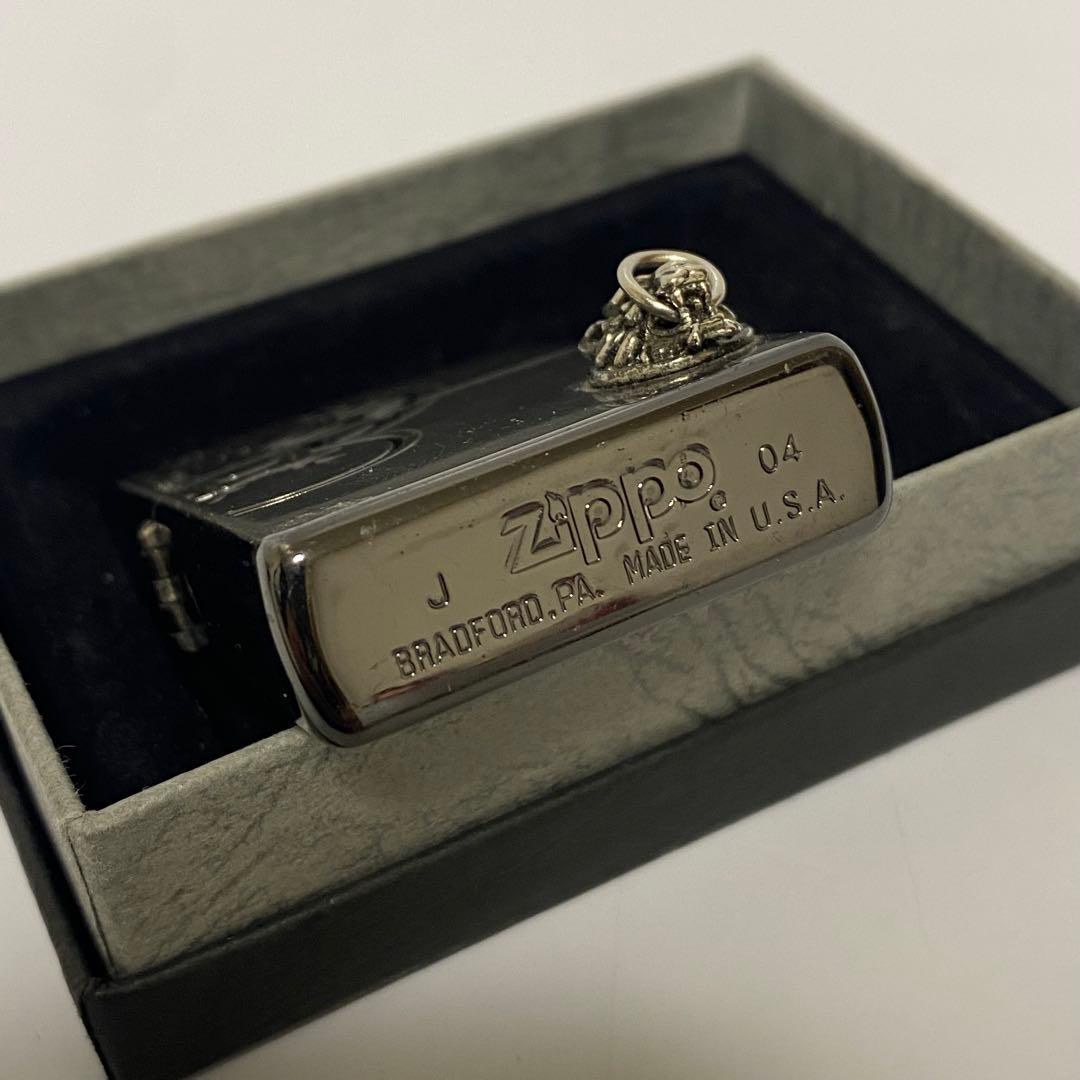 J Zippo 04
BRADFORD,PA. MADE IN U.S.A.